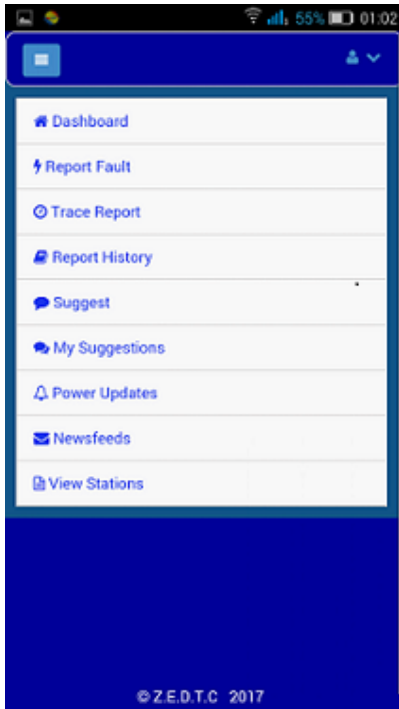 55% 01:02
Dashboard
Report Fault
Trace Report
Report History
Suggest
My Suggestions
Power Updates
Newsfeeds
View Stations
© Z.E.D.T.C 2017